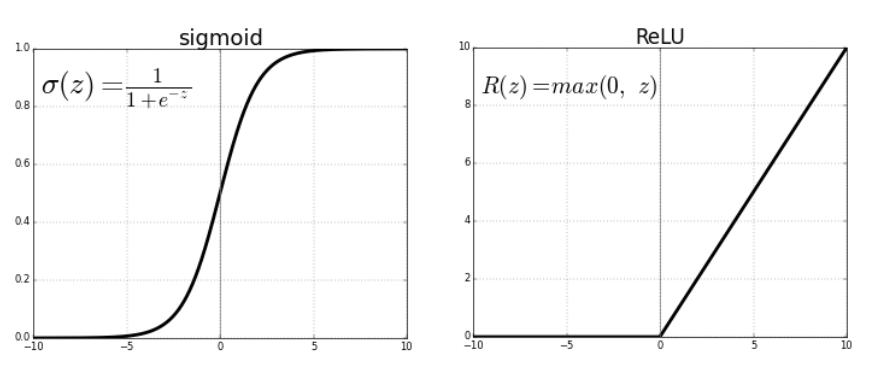 sigmoid
σ(z) = 1/(1+e^{-z})
1.0
0.8
0.6
0.4
0.2
0.0
−10 −5 0 5 10
ReLU
R(z) = max(0, z)
10
8
6
4
2
0
−10 −5 0 5 10